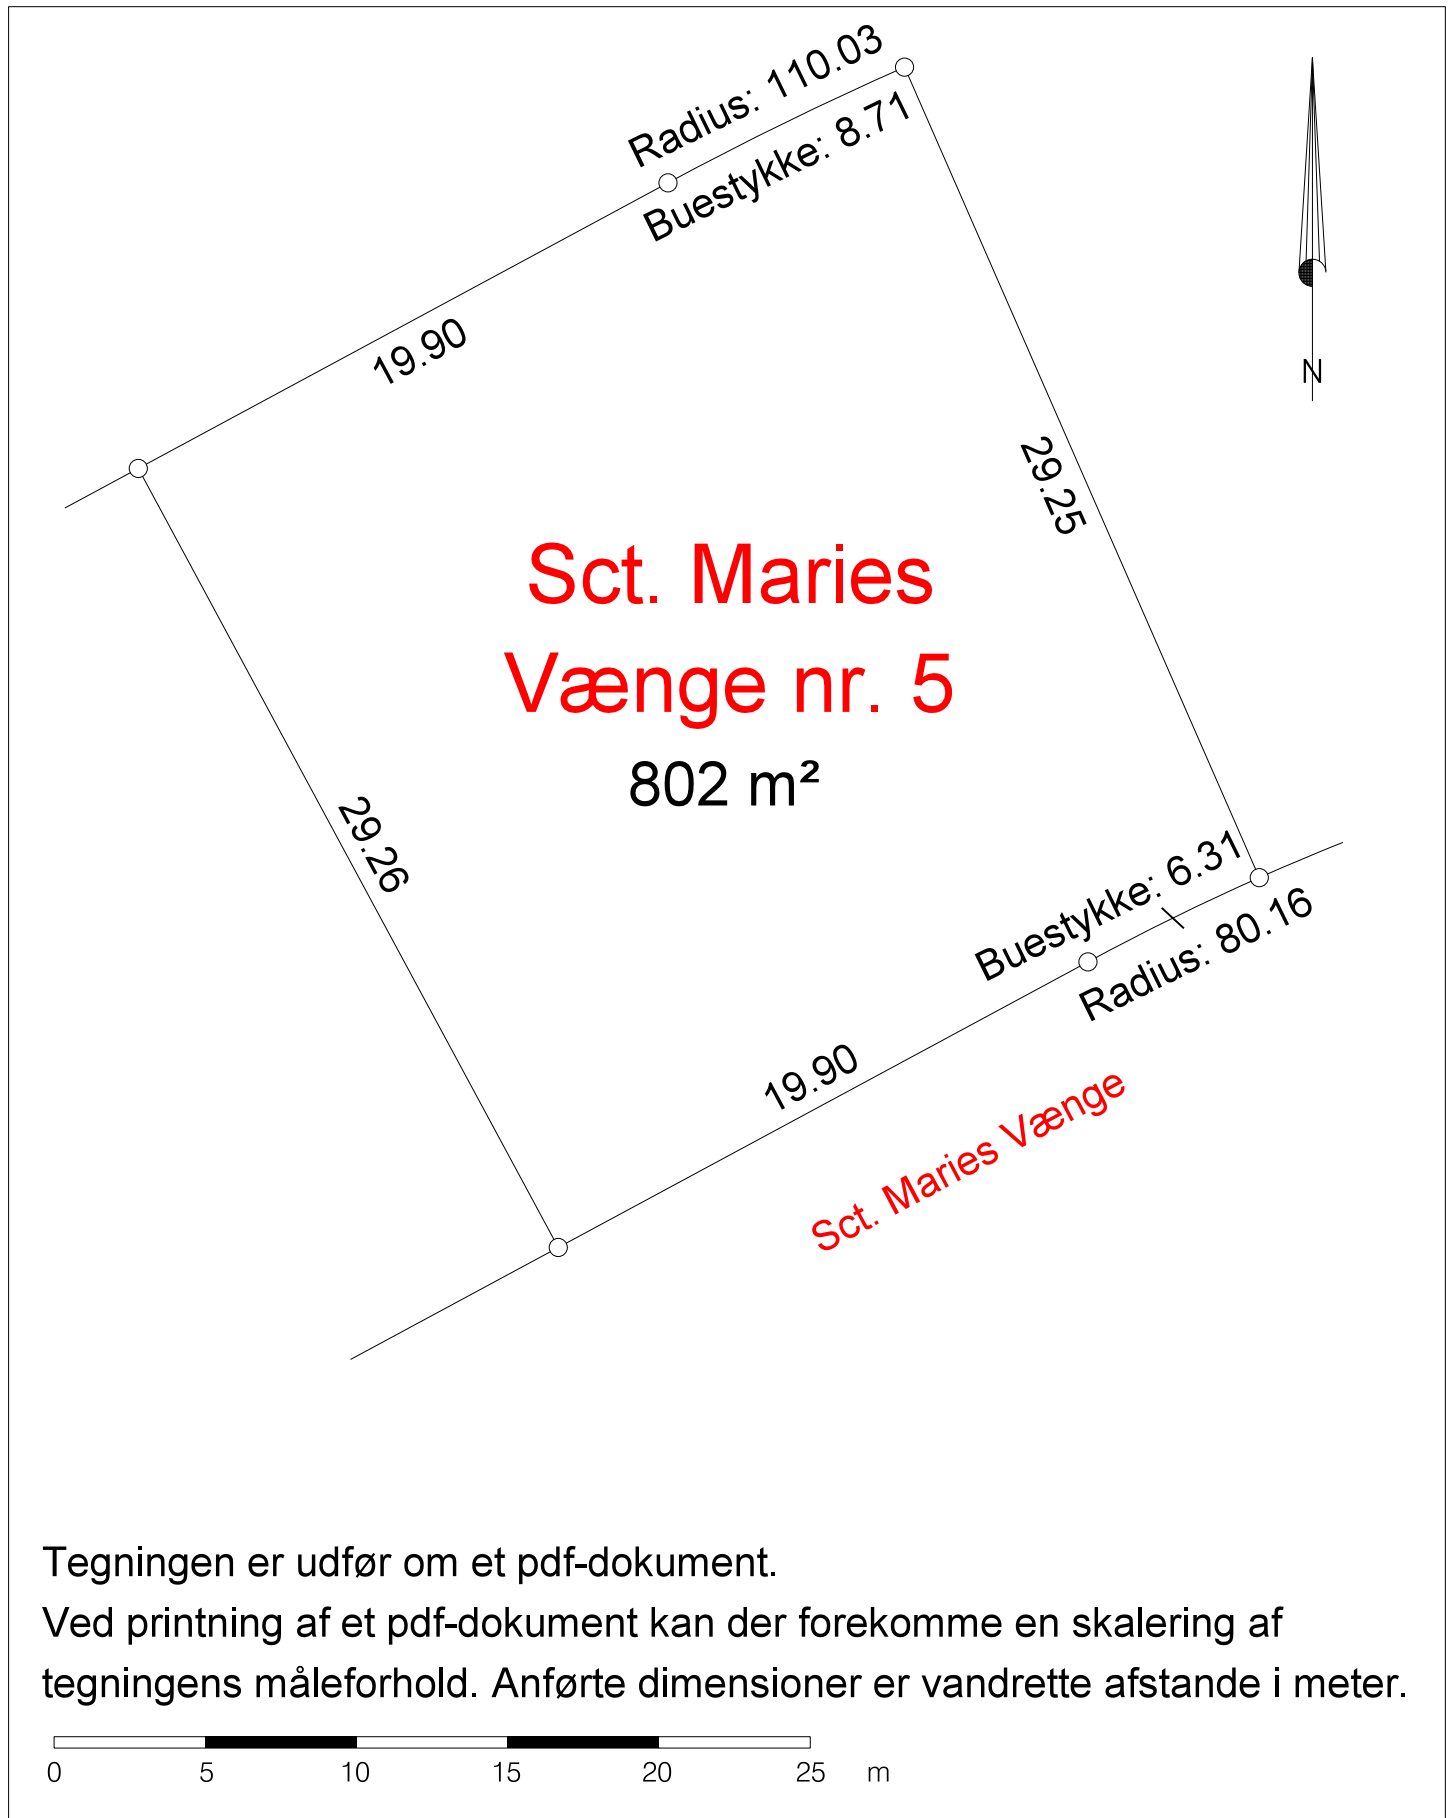 Radius: 110.03
Buestykke: 8.71
19.90
N
29.25
Sct. Maries
Vænge nr. 5
802 m²
29.26
Buestykke: 6.31
Radius: 80.16
19.90
Sct. Maries Vænge
Tegningen er udfør om et pdf-dokument.
Ved printning af et pdf-dokument kan der forekomme en skalering af
tegningens måleforhold. Anførte dimensioner er vandrette afstande i meter.
0 5 10 15 20 25 m